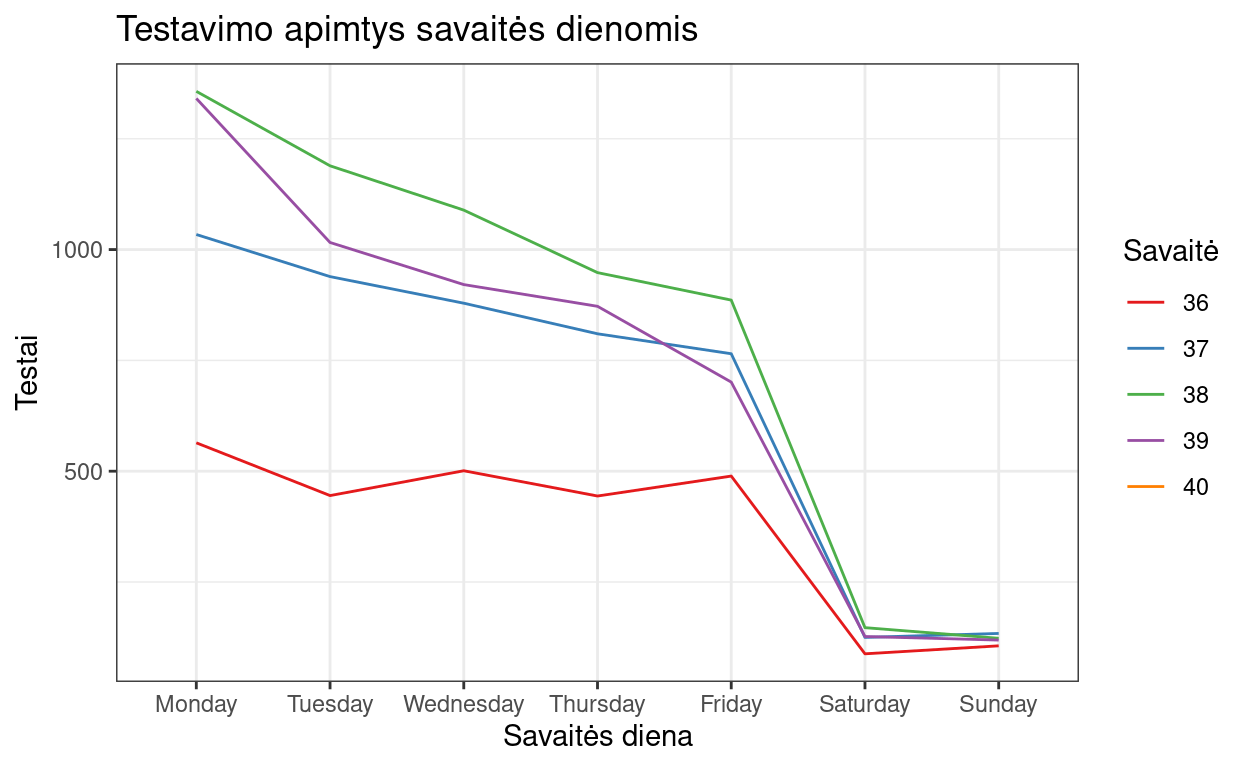 Testavimo apimtys savaitės dienomis
Testai
1000
500
Monday Tuesday Wednesday Thursday Friday Saturday Sunday
Savaitės diena
Savaitė
36
37
38
39
40